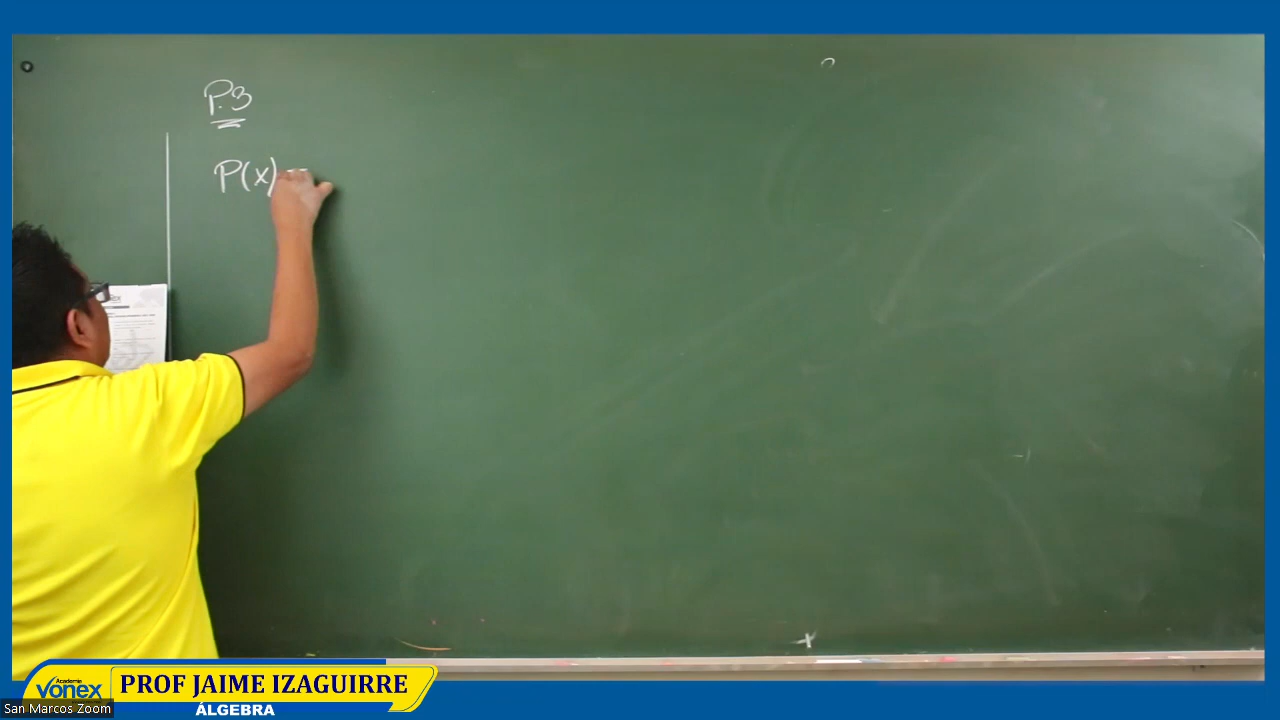 P.3
P(x) =
Academia
vonex
PROF JAIME IZAGUIRRE
ÁLGEBRA
San Marcos Zoom